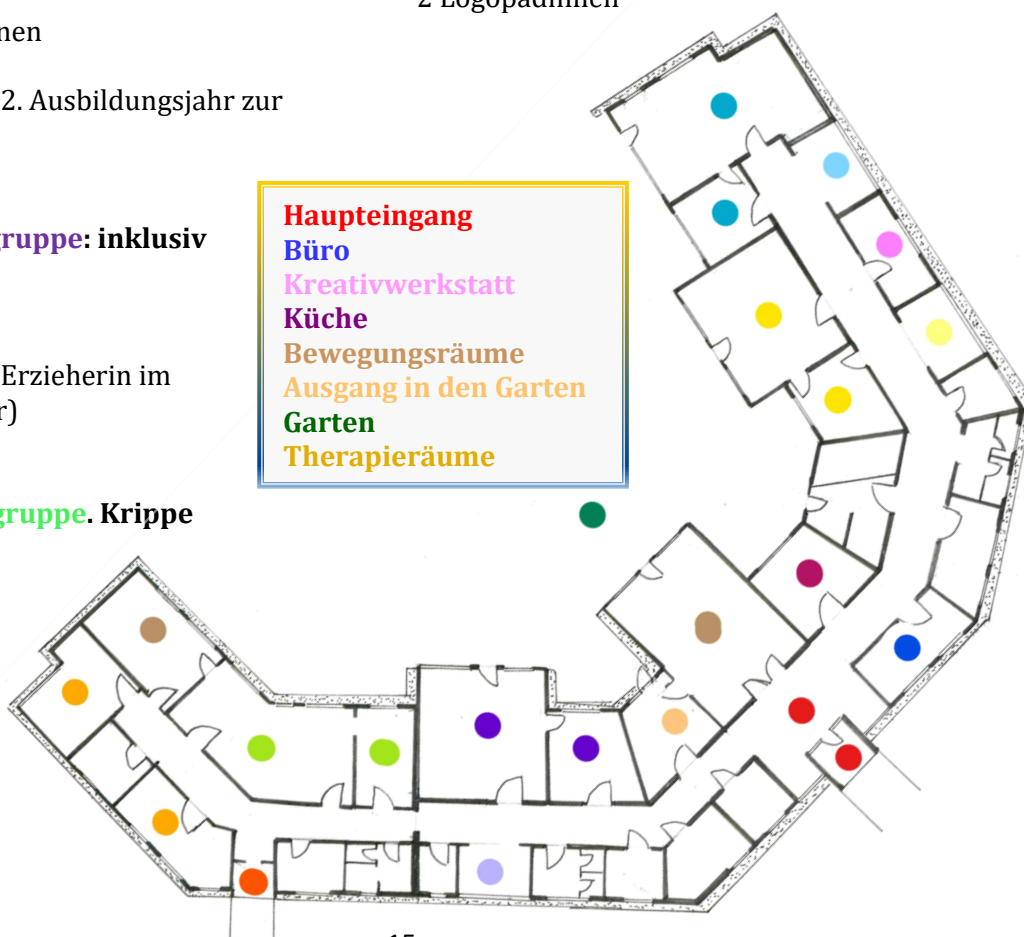 2 Logopädinnen
nen
2. Ausbildungsjahr zur
gruppe: inklusiv
Erzieherin im
r)
gruppe. Krippe
Haupteingang
Büro
Kreativwerkstatt
Küche
Bewegungsräume
Ausgang in den Garten
Garten
Therapieräume
15